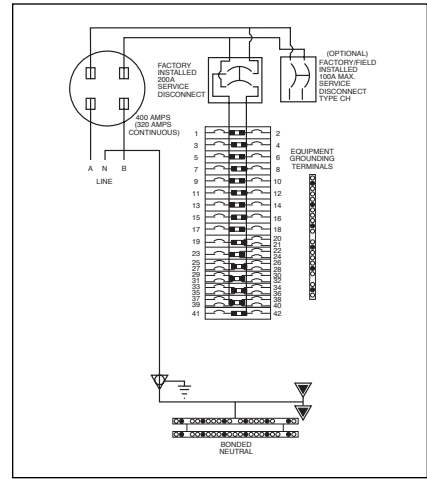 (OPTIONAL)
FACTORY/FIELD
INSTALLED
100A MAX.
SERVICE
DISCONNECT
TYPE CH
FACTORY
INSTALLED
200A
SERVICE
DISCONNECT
400 AMPS
(320 AMPS
CONTINUOUS)
A N B
LINE
EQUIPMENT
GROUNDING
TERMINALS
1 2
3 4
5 6
7 8
9 10
11 12
13 14
15 16
17 18
19 20
21
22
23 24
25 26
27 28
29 30
31 32
33 34
35 36
37 38
39 40
41 42
BONDED
NEUTRAL